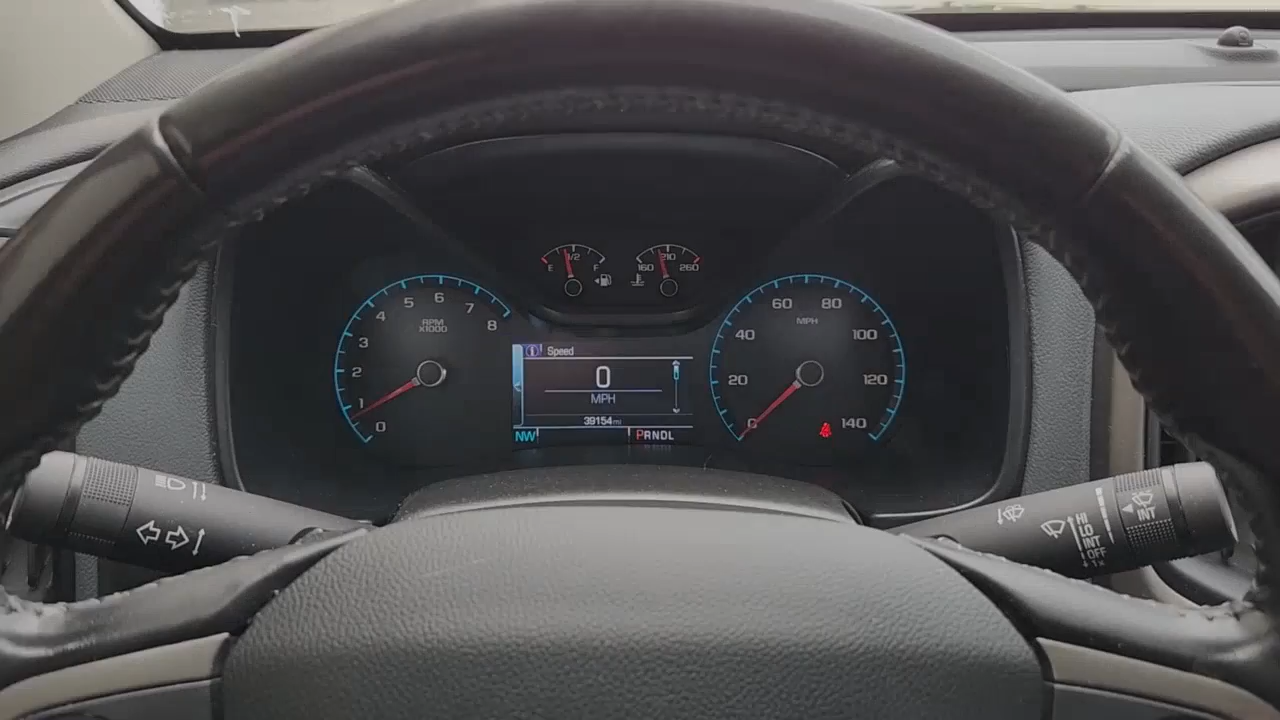 E 1/2 F
160 210 260
0 1 2 3 4 5 6 7 8
RPM
x1000
Speed
0
MPH
39154 mi
NW
PRNDL
0 20 40 60 80 100 120 140
MPH
HI
LO
INT
OFF
1x
INT